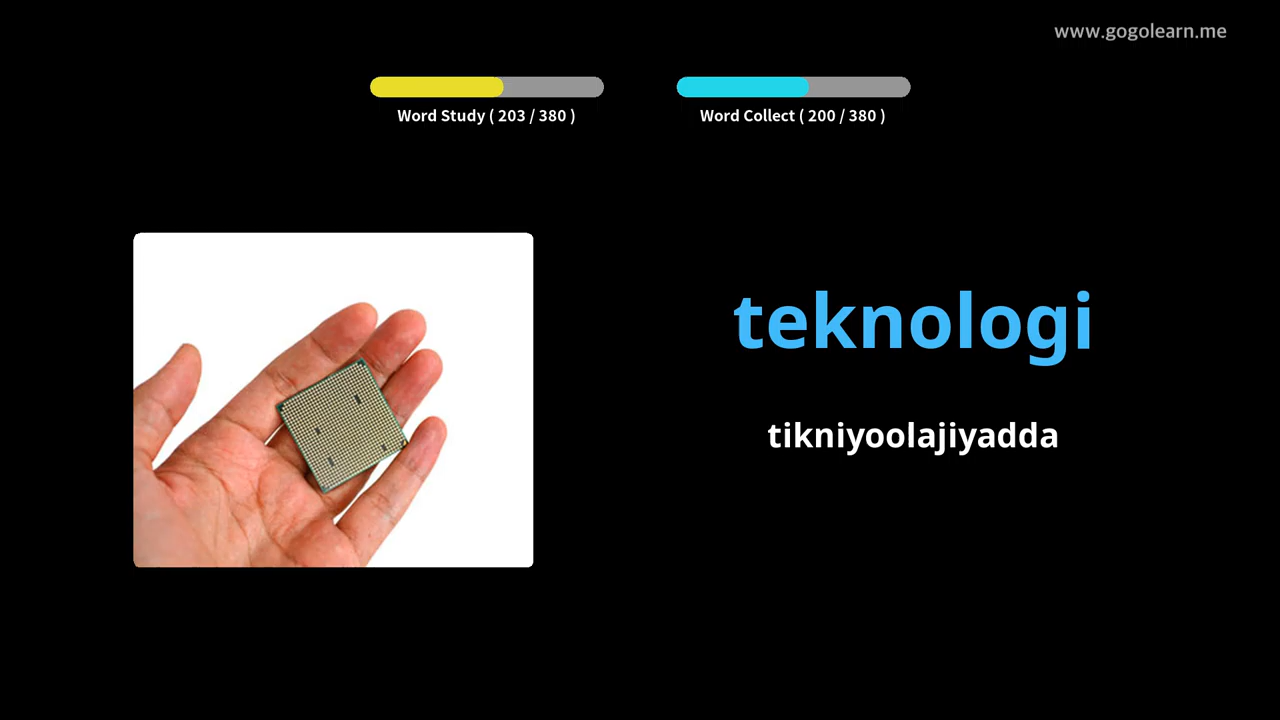 www.gogolearn.me
Word Study ( 203 / 380 )
Word Collect ( 200 / 380 )
teknologi
tikniyoolajiyadda